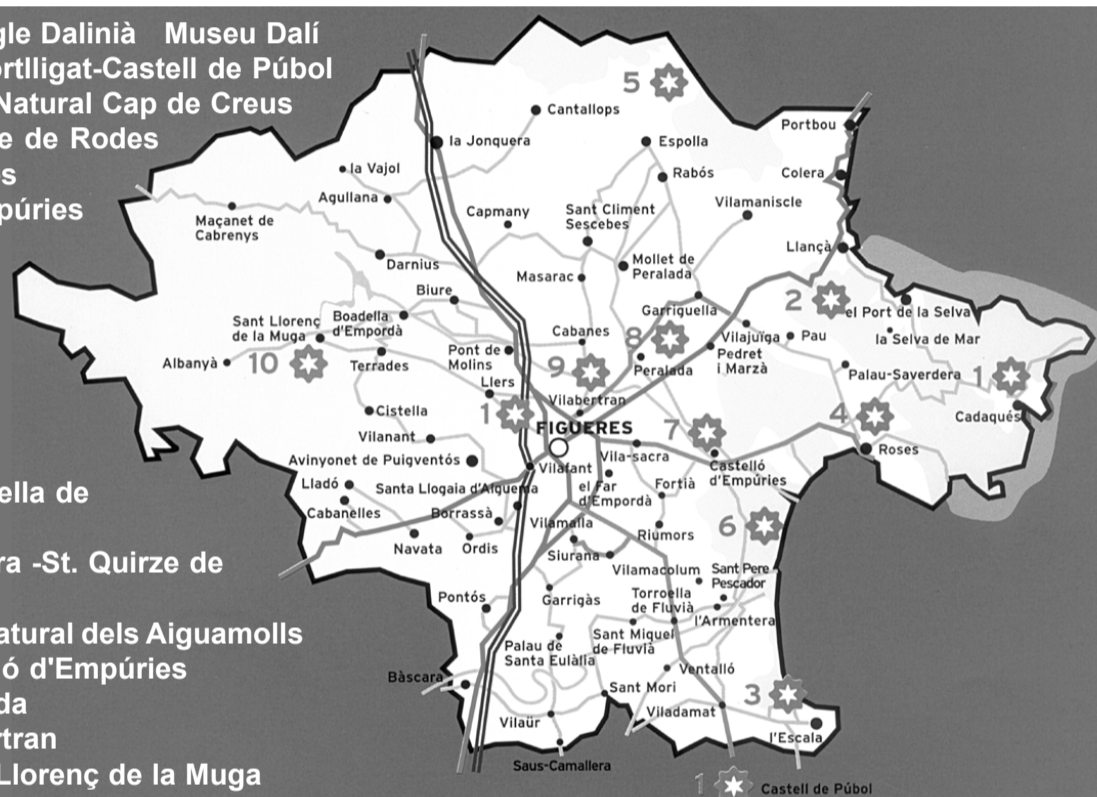 gle Dalinià Museu Dalí
ortlligat-Castell de Púbol
Natural Cap de Creus
e de Rodes
s
púries
ella de
ra -St. Quirze de
atural dels Aiguamolls
ó d'Empúries
da
rtran
Llorenç de la Muga
5
Cantallops
Portbou
la Jonquera
Espolla
la Vajol
Rabós
Colera
Agullana
Maçanet de
Cabrenys
Capmany
Sant Climent
Sescebes
Vilamaniscle
Llançà
Darnius
Masarac
Mollet de
Peralada
Biure
Garriguella
2
el Port de la Selva
Sant Llorenç
de la Muga
Boadella
d'Empordà
Cabanes
8
Vilajuïga
Pau
la Selva de Mar
Albanyà
10
Terrades
Pont de
Molins
9
Peralada
Pedret
i Marzà
Palau-Saverdera
1
Llers
Vilabertran
Cistella
1
FIGUERES
7
4
Cadaqués
Vilanant
Vila-sacra
Roses
Avinyonet de Puigventós
Vilafant
Castelló
d'Empúries
Lladó
Santa Llogaia d'Àlguema
el Far
d'Empordà
Fortià
Cabanelles
Borrassà
Vilamalla
6
Navata
Ordis
Siurana
Riumors
Vilamacolum
Sant Pere
Pescador
Pontós
Garrigàs
Torroella
de Fluvià
l'Armentera
Palau de
Santa Eulàlia
Sant Miquel
de Fluvià
Ventalló
Bàscara
Sant Mori
3
Vilaür
Viladamat
l'Escala
Saus-Camallera
1
Castell de Púbol